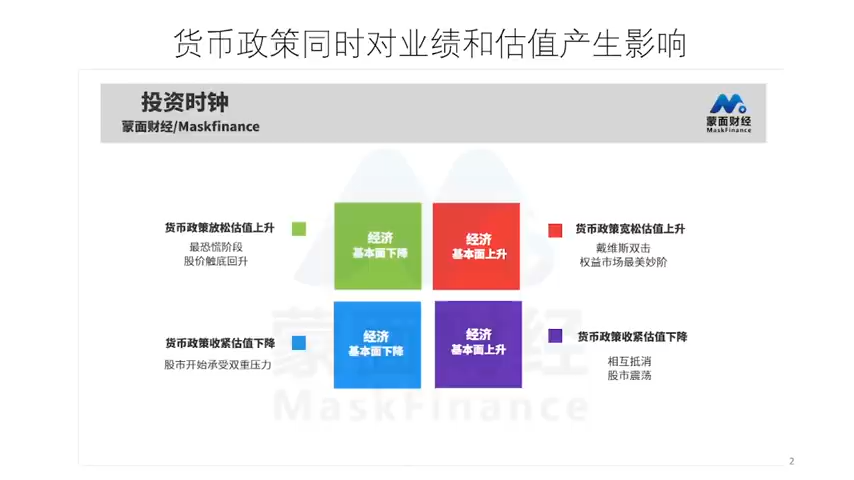 货币政策同时对业绩和估值产生影响
投资时钟
蒙面财经/Maskfinance
蒙面财经
MaskFinance
货币政策放松估值上升
最恐慌阶段
股价触底回升
经济
基本面下降
经济
基本面上升
货币政策宽松估值上升
戴维斯双击
权益市场最美妙阶
货币政策收紧估值下降
股市开始承受双重压力
经济
基本面下降
经济
基本面上升
货币政策收紧估值下降
相互抵消
股市震荡
蒙面财经
MaskFinance
2